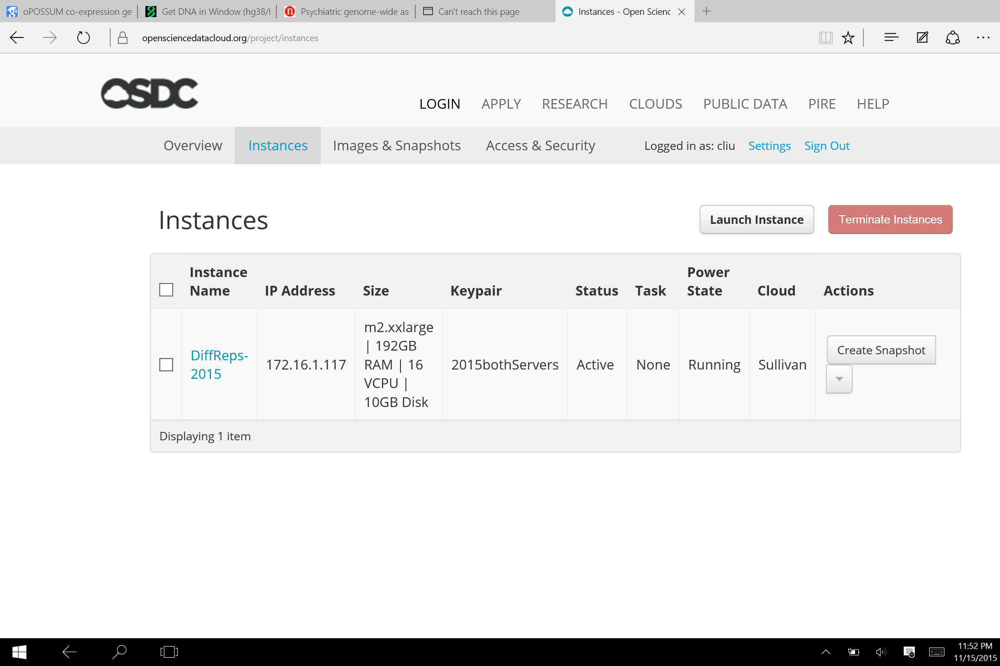 oPOSSUM co-expression ge
Get DNA in Window (hg38/
Psychiatric genome-wide as
Can't reach this page
Instances - Open Scienc
opensciencedatacloud.org/project/instances
OSDC
LOGIN APPLY RESEARCH CLOUDS PUBLIC DATA PIRE HELP
Overview Instances Images & Snapshots Access & Security Logged in as: cliu Settings Sign Out
Instances
Launch Instance
Terminate Instances
Instance Name
IP Address
Size
Keypair
Status
Task
Power State
Cloud
Actions
DiffReps-
2015
172.16.1.117
m2.xxlarge
| 192GB
RAM | 16
VCPU |
10GB Disk
2015bothServers
Active
None
Running
Sullivan
Create Snapshot
Displaying 1 item
11:52 PM
11/15/2015